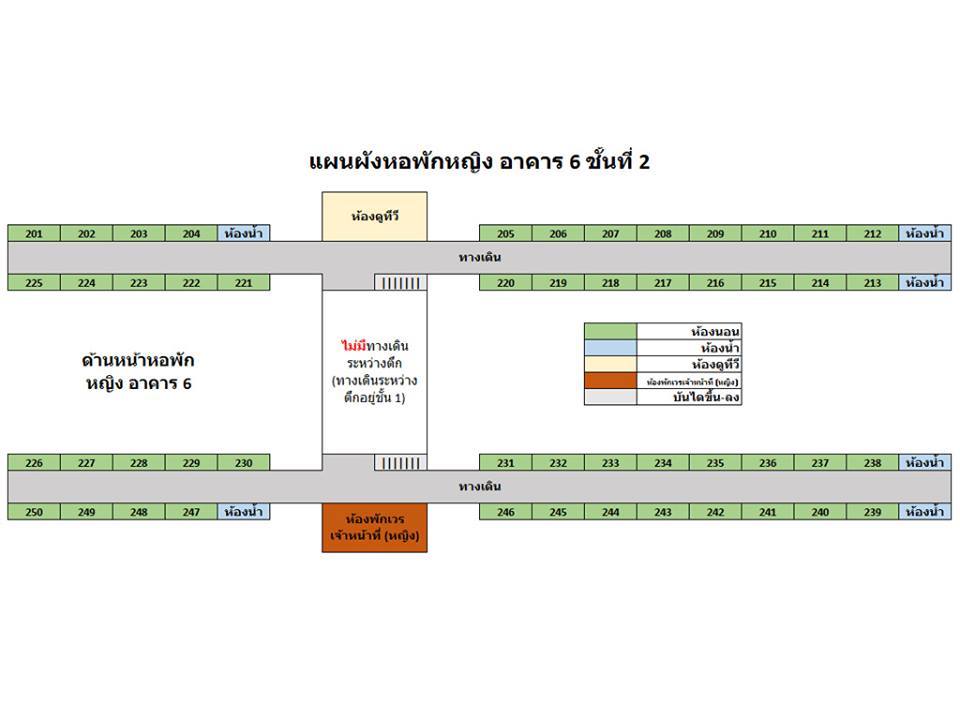 แผนผังหอพักหญิง อาคาร 6 ชั้นที่ 2
ห้องดูทีวี
201 202 203 204 ห้องน้ำ 205 206 207 208 209 210 211 212 ห้องน้ำ
ทางเดิน
225 224 223 222 221 220 219 218 217 216 215 214 213 ห้องน้ำ
ด้านหน้าหอพัก
หญิง อาคาร 6
ไม่มีทางเดิน
ระหว่างตึก
(ทางเดินระหว่าง
ตึกอยู่ชั้น 1)
ห้องนอน
ห้องน้ำ
ห้องดูทีวี
ห้องพักเวรเจ้าหน้าที่ (หญิง)
บันไดขึ้น-ลง
226 227 228 229 230 231 232 233 234 235 236 237 238 ห้องน้ำ
ทางเดิน
250 249 248 247 ห้องน้ำ 246 245 244 243 242 241 240 239 ห้องน้ำ
ห้องพักเวร
เจ้าหน้าที่ (หญิง)